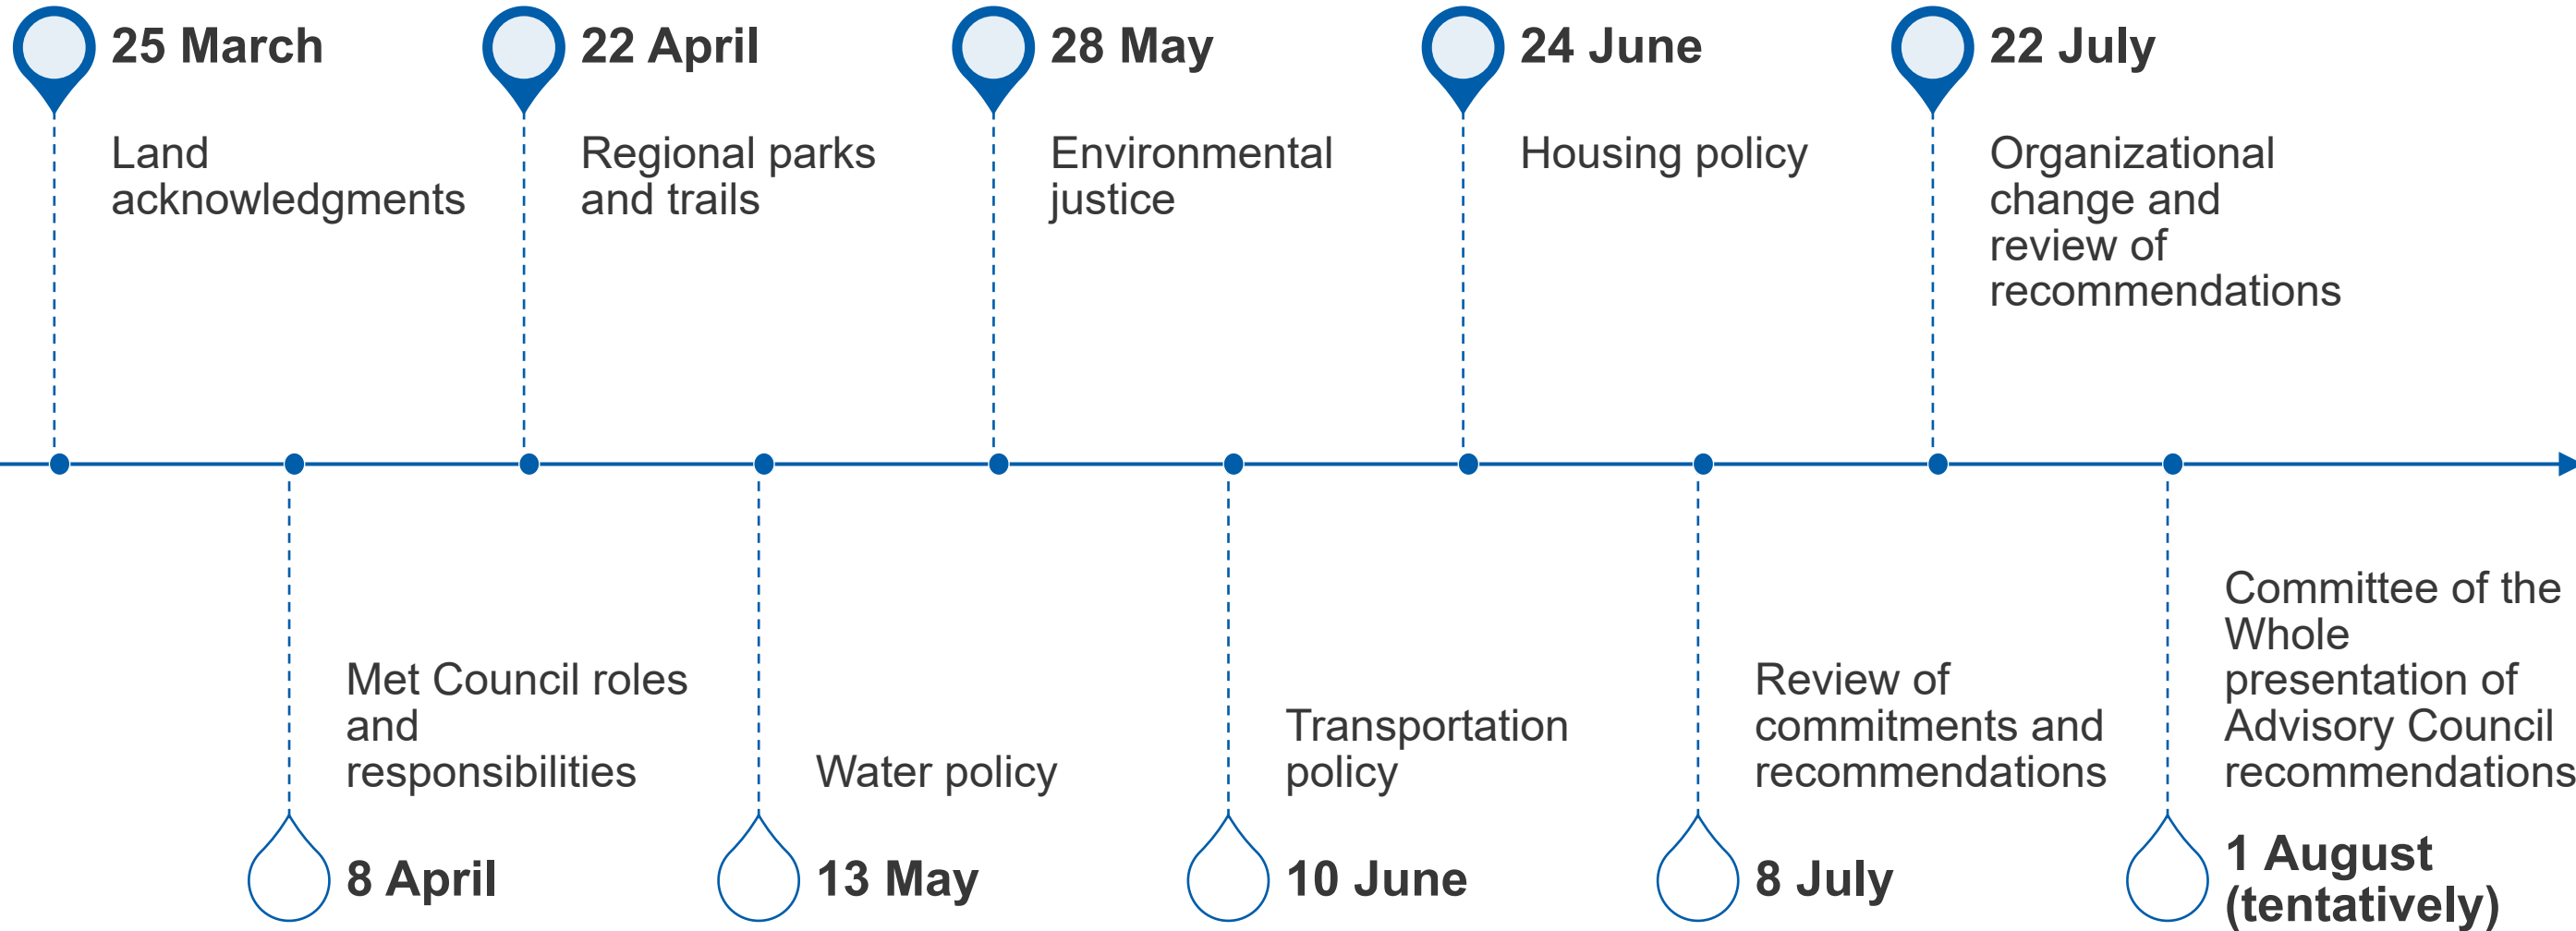 25 March
Land
acknowledgments
22 April
Regional parks
and trails
28 May
Environmental
justice
24 June
Housing policy
22 July
Organizational
change and
review of
recommendations
Met Council roles
and
responsibilities
8 April
Water policy
13 May
Transportation
policy
10 June
Review of
commitments and
recommendations
8 July
Committee of the
Whole
presentation of
Advisory Council
recommendations
1 August
(tentatively)